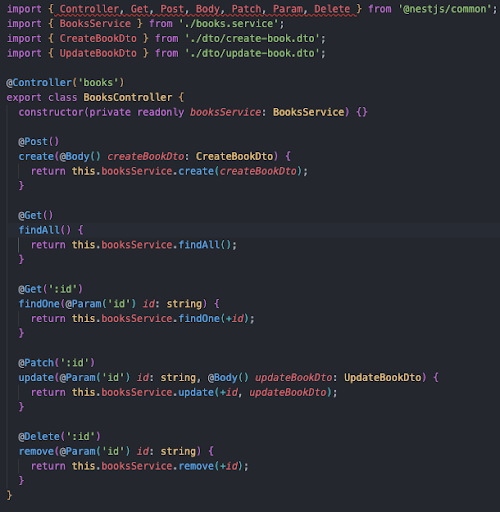 import { Controller, Get, Post, Body, Patch, Param, Delete } from '@nestjs/common';
import { BooksService } from './books.service';
import { CreateBookDto } from './dto/create-book.dto';
import { UpdateBookDto } from './dto/update-book.dto';

@Controller('books')
export class BooksController {
  constructor(private readonly booksService: BooksService) {}

  @Post()
  create(@Body() createBookDto: CreateBookDto) {
    return this.booksService.create(createBookDto);
  }

  @Get()
  findAll() {
    return this.booksService.findAll();
  }

  @Get(':id')
  findOne(@Param('id') id: string) {
    return this.booksService.findOne(+id);
  }

  @Patch(':id')
  update(@Param('id') id: string, @Body() updateBookDto: UpdateBookDto) {
    return this.booksService.update(+id, updateBookDto);
  }

  @Delete(':id')
  remove(@Param('id') id: string) {
    return this.booksService.remove(+id);
  }
}